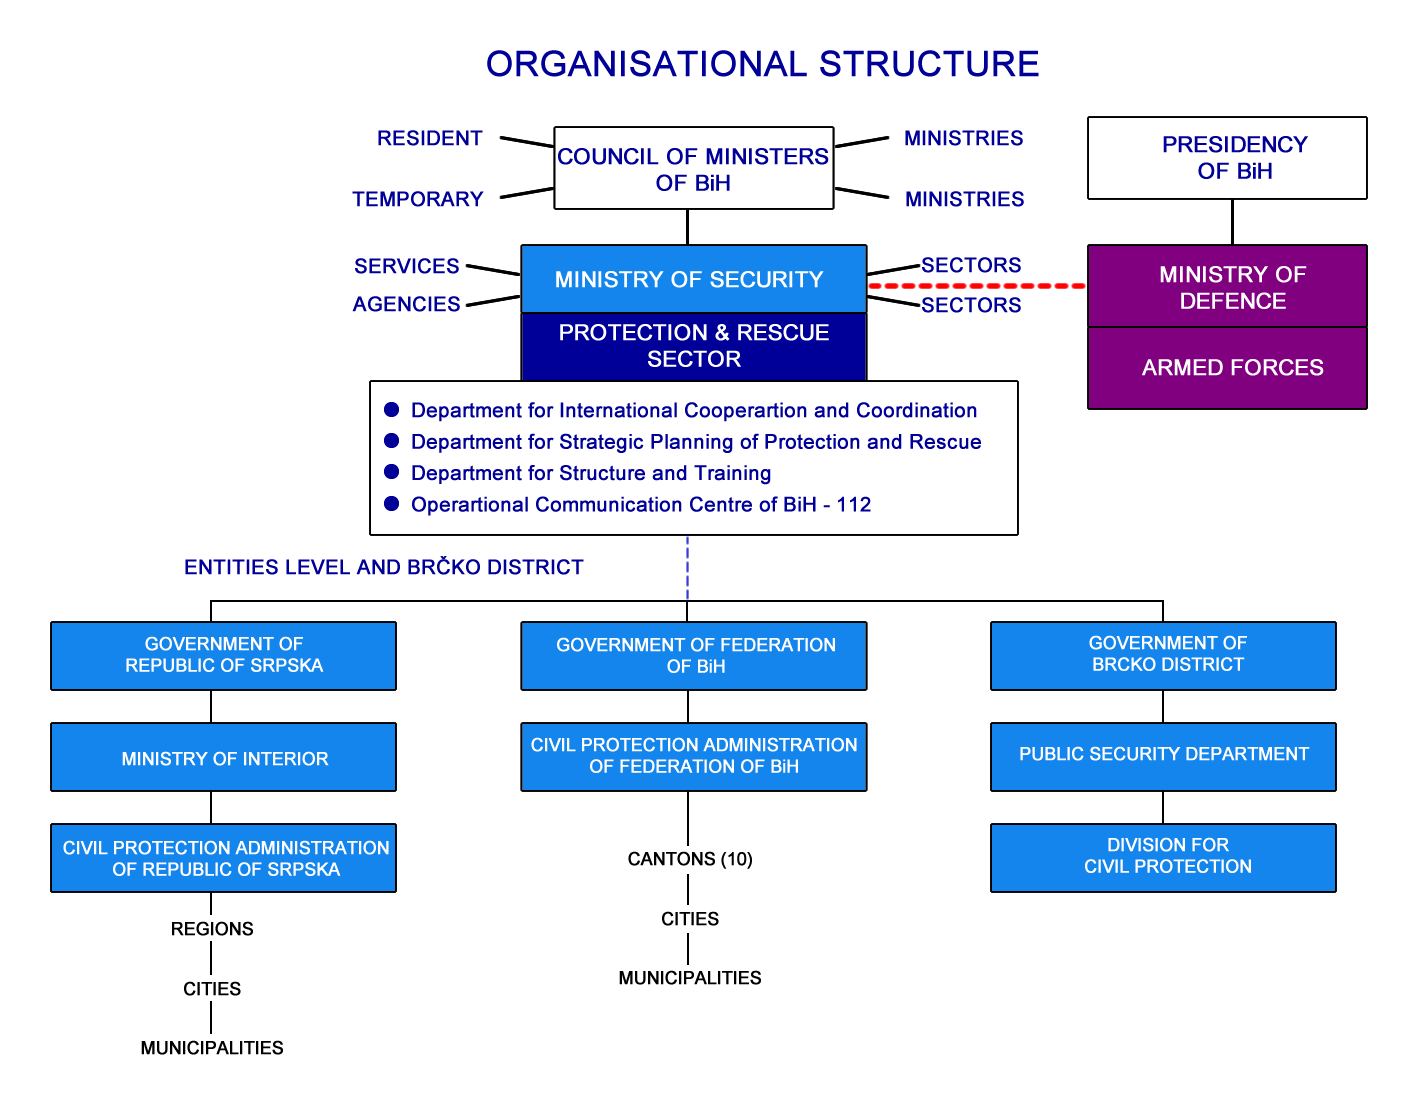 ORGANISATIONAL STRUCTURE
RESIDENT
TEMPORARY
COUNCIL OF MINISTERS
OF BiH
MINISTRIES
MINISTRIES
PRESIDENCY
OF BiH
SERVICES
AGENCIES
MINISTRY OF SECURITY
SECTORS
SECTORS
MINISTRY OF
DEFENCE
PROTECTION & RESCUE
SECTOR
ARMED FORCES
Department for International Coopertion and Coordination
Department for Strategic Planning of Protection and Rescue
Department for Structure and Training
Operartional Communication Centre of BiH - 112
ENTITIES LEVEL AND BRČKO DISTRICT
GOVERNMENT OF
REPUBLIC OF SRPSKA
MINISTRY OF INTERIOR
CIVIL PROTECTION ADMINISTRATION
OF REPUBLIC OF SRPSKA
REGIONS
CITIES
MUNICIPALITIES
GOVERNMENT OF FEDERATION
OF BiH
CIVIL PROTECTION ADMINISTRATION
OF FEDERATION OF BiH
CANTONS (10)
CITIES
MUNICIPALITIES
GOVERNMENT OF
BRCKO DISTRICT
PUBLIC SECURITY DEPARTMENT
DIVISION FOR
CIVIL PROTECTION